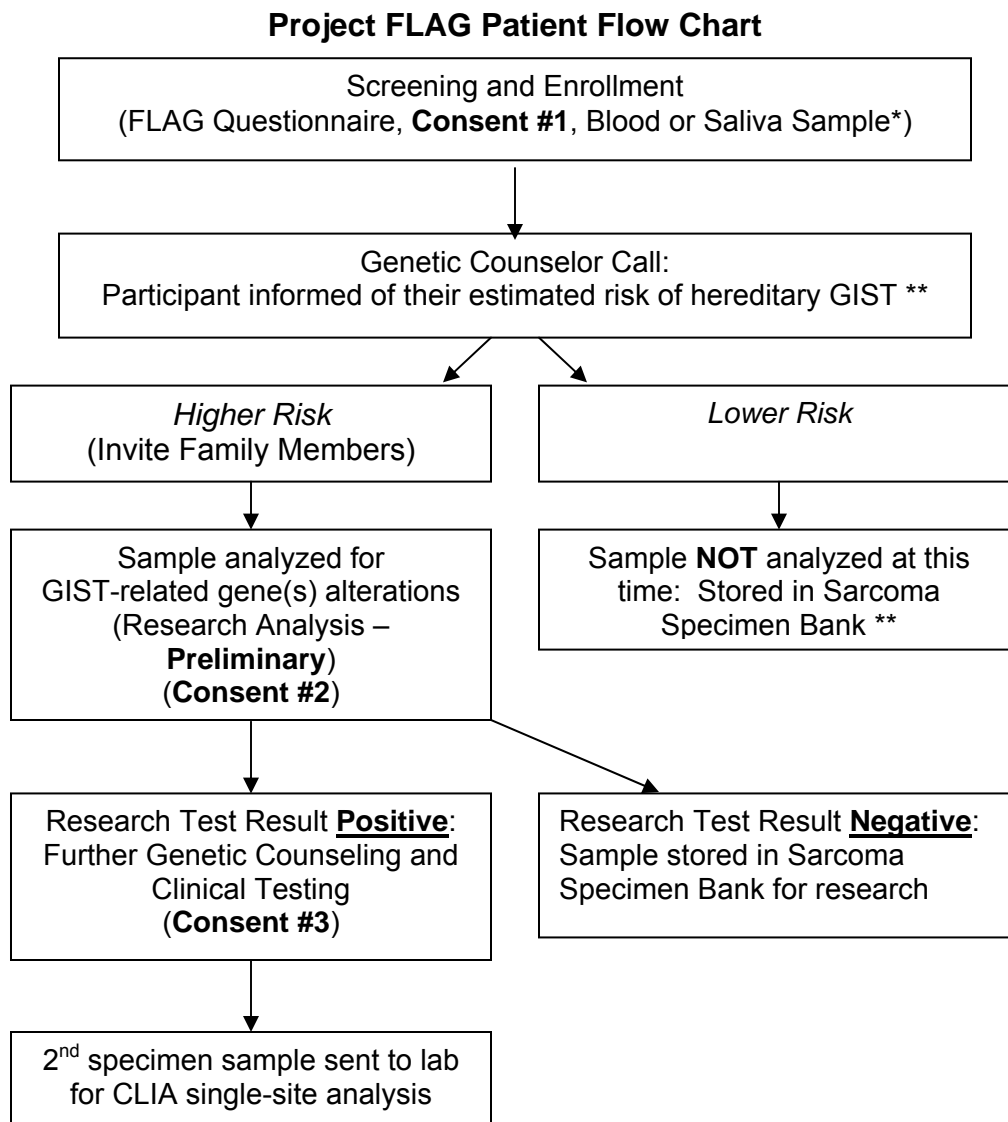 Project FLAG Patient Flow Chart
Screening and Enrollment
(FLAG Questionnaire, Consent #1, Blood or Saliva Sample*)
Genetic Counselor Call:
Participant informed of their estimated risk of hereditary GIST **
Higher Risk
(Invite Family Members)
Lower Risk
Sample analyzed for
GIST-related gene(s) alterations
(Research Analysis –
Preliminary)
(Consent #2)
Sample NOT analyzed at this
time: Stored in Sarcoma
Specimen Bank **
Research Test Result Positive:
Further Genetic Counseling and
Clinical Testing
(Consent #3)
Research Test Result Negative:
Sample stored in Sarcoma
Specimen Bank for research
2nd specimen sample sent to lab
for CLIA single-site analysis